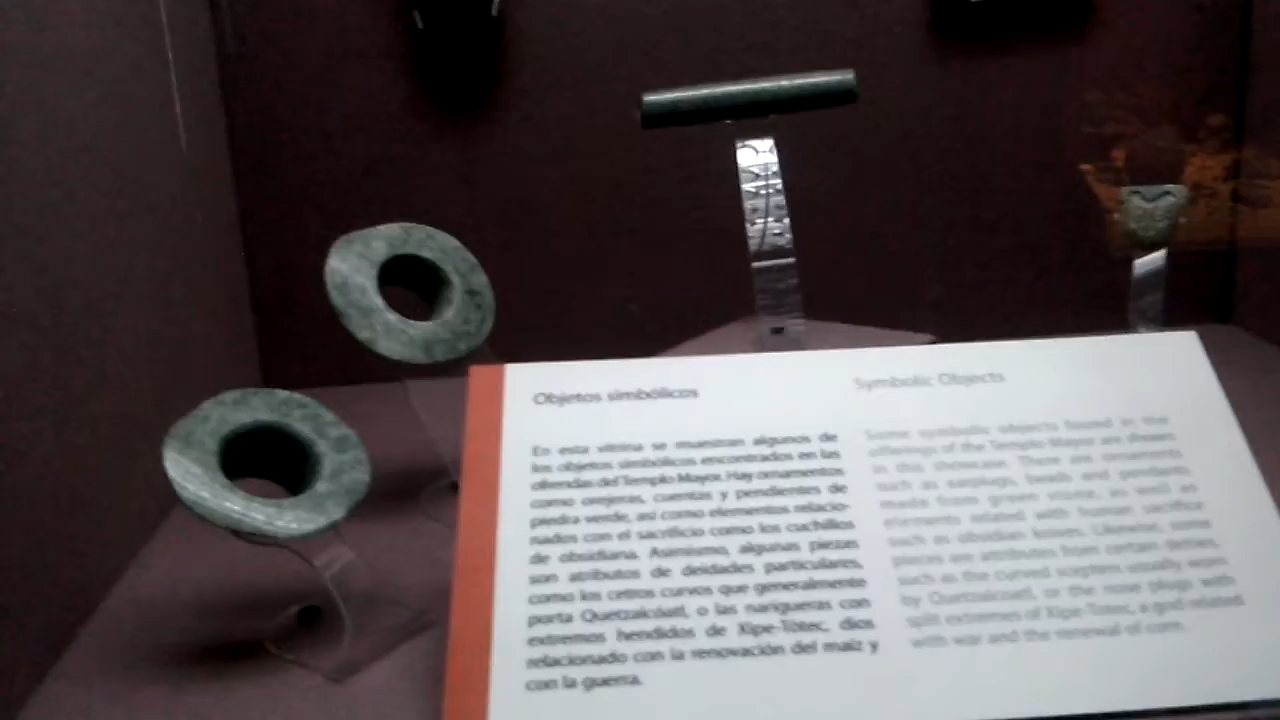 Objetos simbólicos
En esta vitrina se muestran algunos de
los objetos simbólicos encontrados en las
ofrendas del Templo Mayor. Hay ornamentos
como orejeras, cuentas y pendientes de
piedra verde, así como elementos relacio-
nados con el sacrificio como los cuchillos
de obsidiana. Asimismo, algunas piezas
son atributos de deidades particulares,
como los cetros curvos que generalmente
porta Quetzalcóatl, o las narigueras con
extremos hendidos de Xipe-Tótec, dios
relacionado con la renovación del maíz y
con la guerra.
Symbolic Objects
Some symbolic objects found in the
offerings of the Templo Mayor are shown
in this showcase. There are ornaments
such as earplugs, beads and pendants
made from green stone, as well as
elements related with human sacrifice
such as obsidian knives. Likewise, some
pieces are attributes from certain deities,
such as the curved scepters usually worn
by Quetzalcoatl, or the nose plugs with
split extremes of Xipe-Totec, a god related
with war and the renewal of corn.